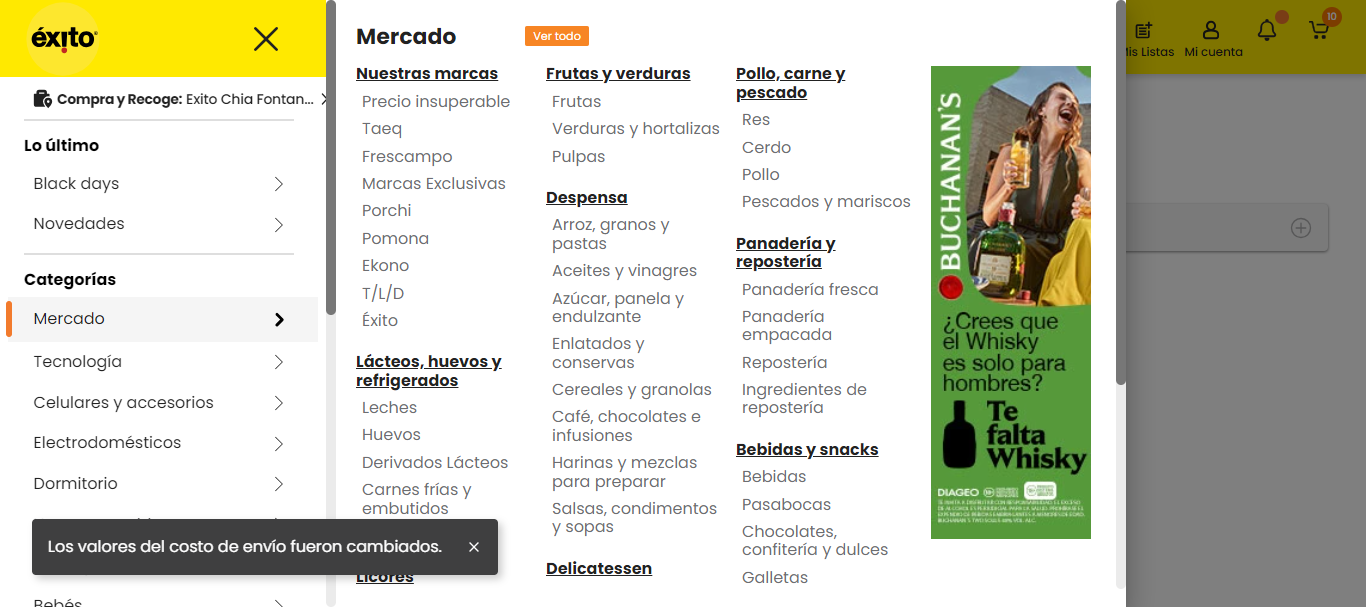 éxito
Compra y Recoge: Exito Chia Fontan...
Lo último
Black days
Novedades
Categorías
Mercado
Tecnología
Celulares y accesorios
Electrodomésticos
Dormitorio
Bebés
Los valores del costo de envío fueron cambiados.
Mercado
Ver todo
Nuestras marcas
Precio insuperable
Taeq
Frescampo
Marcas Exclusivas
Porchi
Pomona
Ekono
T/L/D
Éxito
Lácteos, huevos y
refrigerados
Leches
Huevos
Derivados Lácteos
Carnes frías y
embutidos
Licores
Frutas y verduras
Frutas
Verduras y hortalizas
Pulpas
Despensa
Arroz, granos y
pastas
Aceites y vinagres
Azúcar, panela y
endulzante
Enlatados y
conservas
Cereales y granolas
Café, chocolates e
infusiones
Harinas y mezclas
para preparar
Salsas, condimentos
y sopas
Delicatessen
Pollo, carne y
pescado
Res
Cerdo
Pollo
Pescados y mariscos
Panadería y
repostería
Panadería fresca
Panadería
empacada
Repostería
Ingredientes de
repostería
Bebidas y snacks
Bebidas
Pasabocas
Chocolates,
confitería y dulces
Galletas
BUCHANAN'S
¿Crees que
el Whisky
es solo para
hombres?
Te
falta
Whisky
DIAGEO
Mis Listas
Mi cuenta
10